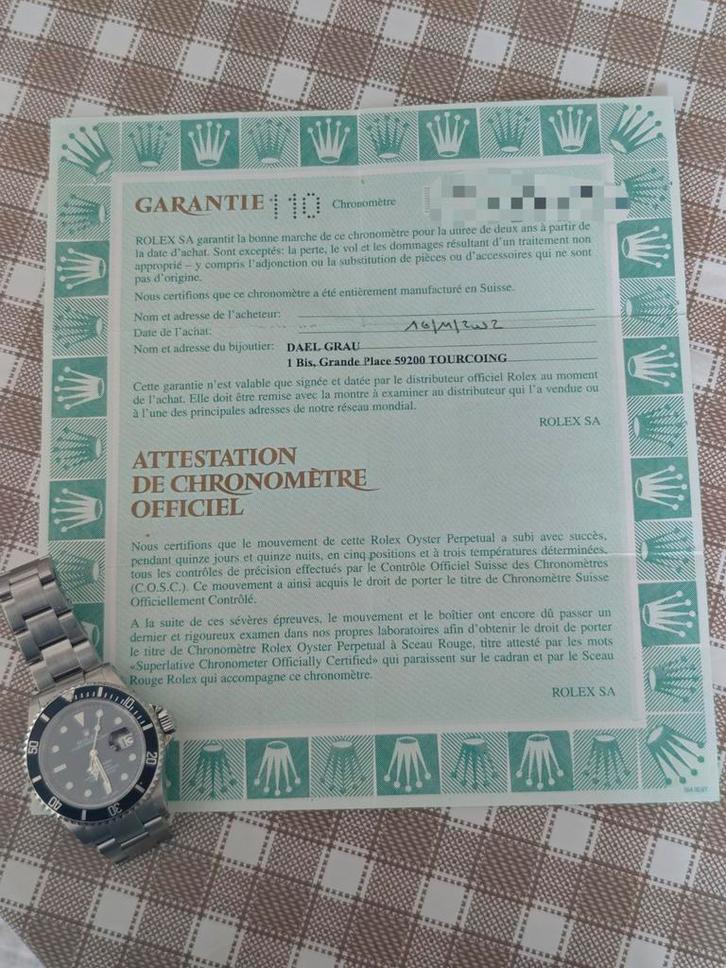 GARANTIE 110 Chronomètre
ROLEX SA garantit la bonne marche de ce chronomètre pour la durée de deux ans à partir de
la date d'achat. Sont exceptés: la perte, le vol et les dommages résultant d'un traitement non
approprié – y compris l'adjonction ou la substitution de pièces ou d'accessoires qui ne sont
pas d'origine.
Nous certifions que ce chronomètre a été entièrement manufacturé en Suisse.
Nom et adresse de l'acheteur:
Date de l'achat: 16/11/2002
Nom et adresse du bijoutier: DAEL GRAU
1 Bis, Grande Place 59200 TOURCOING
Cette garantie n'est valable que signée et datée par le distributeur officiel Rolex au moment
de l'achat. Elle doit être remise avec la montre à examiner au distributeur qui l'a vendue ou
à l'une des principales adresses de notre réseau mondial.
ROLEX SA
ATTESTATION
DE CHRONOMÈTRE
OFFICIEL
Nous certifions que le mouvement de cette Rolex Oyster Perpetual a subi avec succès,
pendant quinze jours et quinze nuits, en cinq positions et à trois températures déterminées,
tous les contrôles de précision effectués par le Contrôle Officiel Suisse des Chronomètres
(C.O.S.C.). Ce mouvement a ainsi acquis le droit de porter le titre de Chronomètre Suisse
Officiellement Contrôlé.
A la suite de ces sévères épreuves, le mouvement et le boîtier ont encore dû passer un
dernier et rigoureux examen dans nos propres laboratoires afin d'obtenir le droit de porter
le titre de Chronomètre Rolex Oyster Perpetual à Sceau Rouge, titre attesté par les mots
«Superlative Chronometer Officially Certified» qui paraissent sur le cadran et par le Sceau
Rouge Rolex qui accompagne ce chronomètre.
ROLEX SA
10
20
30
40
50